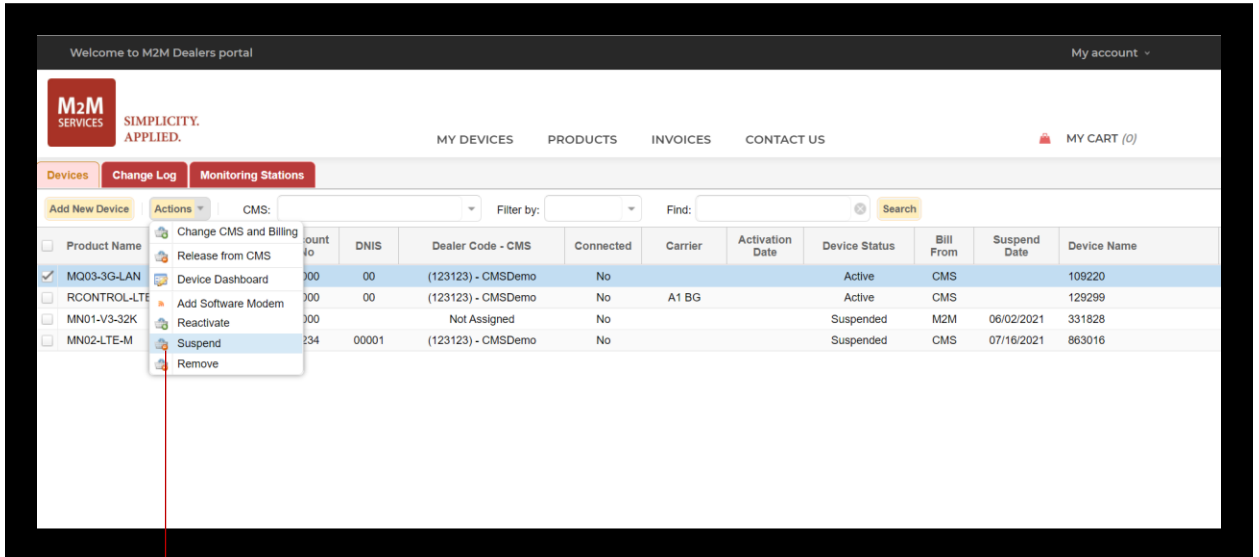 Welcome to M2M Dealers portal My account
M2M
SERVICES
SIMPLICITY.
APPLIED.
MY DEVICES PRODUCTS INVOICES CONTACT US MY CART (0)
Devices Change Log Monitoring Stations
Add New Device Actions CMS: Filter by: Find: Search
Change CMS and Billing
Release from CMS
Device Dashboard
Add Software Modem
Reactivate
Suspend
Remove
Product Name DNIS Dealer Code - CMS Connected Carrier Activation Date Device Status Bill From Suspend Date Device Name
MQ03-3G-LAN 000 00 (123123) - CMSDemo No Active CMS 109220
RCONTROL-LTE 000 00 (123123) - CMSDemo No A1 BG Active CMS 129299
MN01-V3-32K 000 Not Assigned No Suspended M2M 06/02/2021 331828
MN02-LTE-M 234 00001 (123123) - CMSDemo No Suspended CMS 07/16/2021 863016